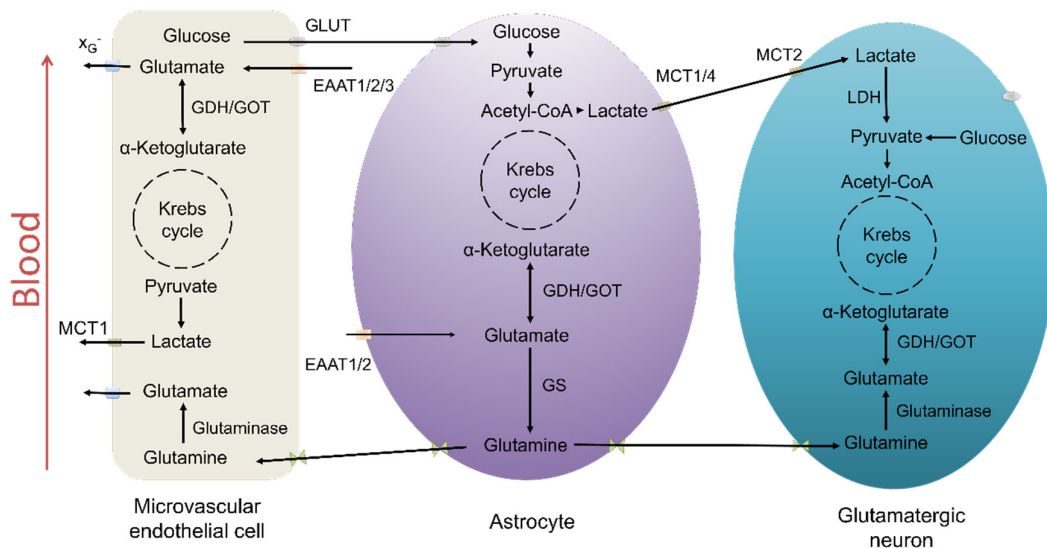 Blood
x_G^-
Glucose
Glutamate
GDH/GOT
α-Ketoglutarate
Krebs
cycle
Pyruvate
MCT1
Lactate
Glutamate
Glutaminase
Glutamine
Microvascular
endothelial cell
GLUT
EAAT1/2/3
EAAT1/2
Glucose
Pyruvate
Acetyl-CoA
Lactate
Krebs
cycle
α-Ketoglutarate
GDH/GOT
Glutamate
GS
Glutamine
Astrocyte
MCT1/4
MCT2
Lactate
LDH
Pyruvate
Glucose
Acetyl-CoA
Krebs
cycle
α-Ketoglutarate
GDH/GOT
Glutamate
Glutaminase
Glutamine
Glutamatergic
neuron